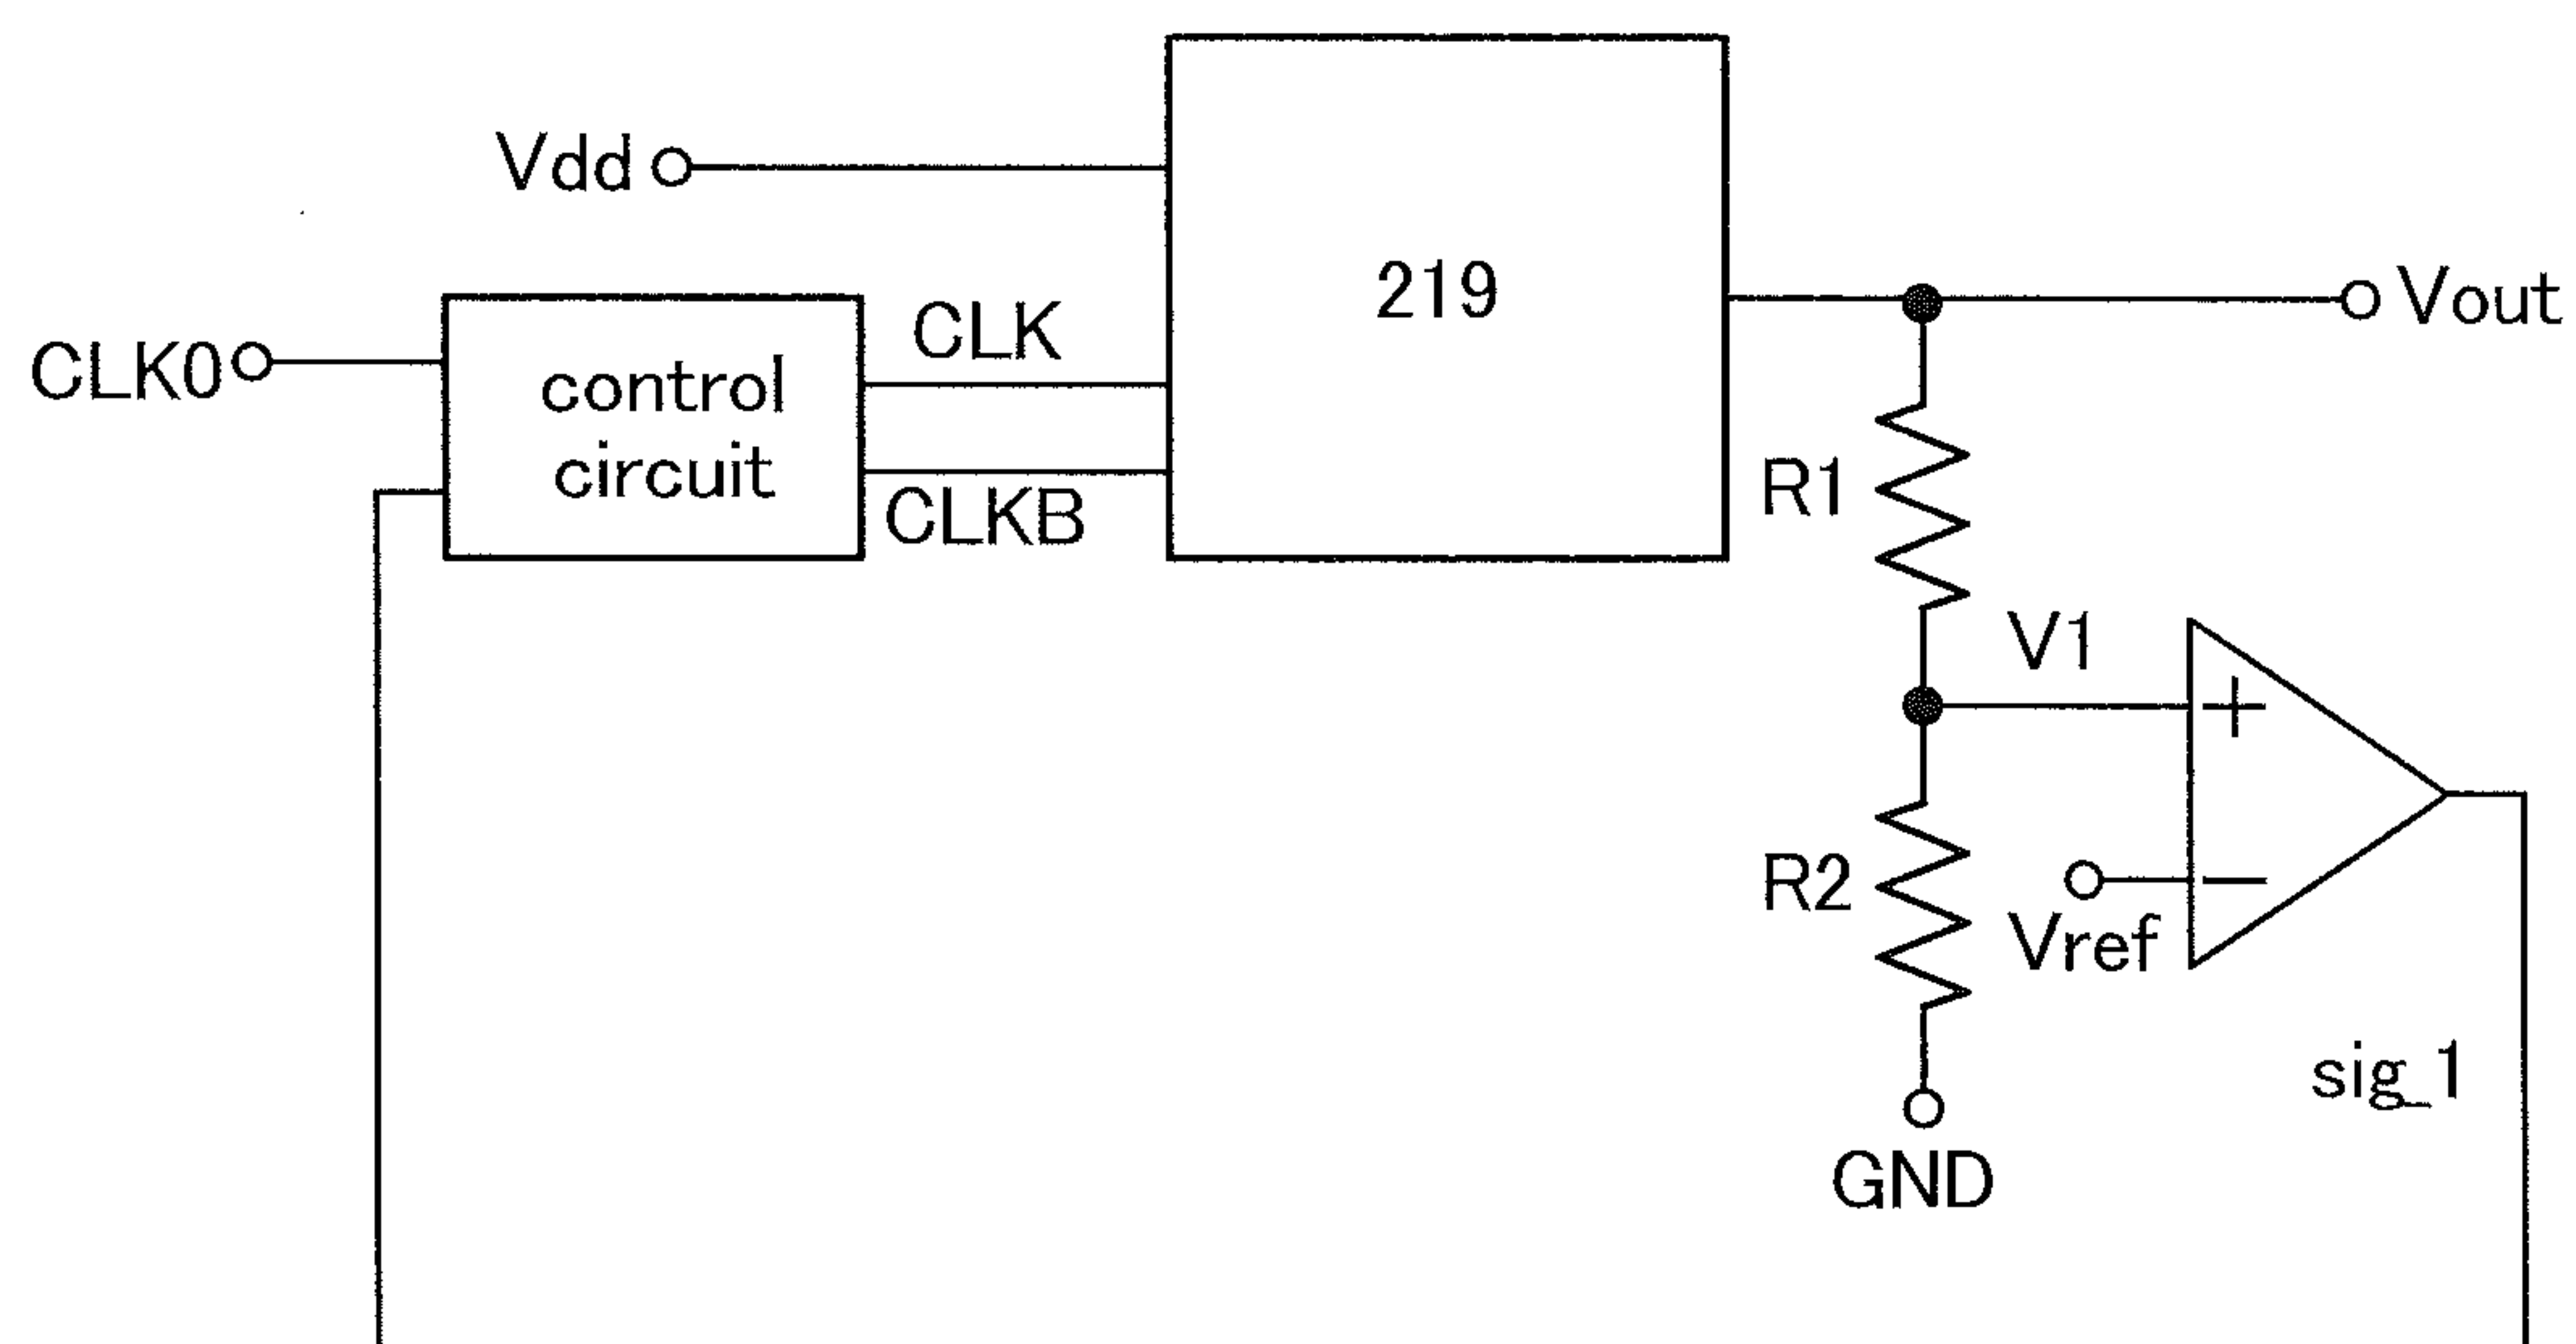 Vdd
219
Vout
CLK0
control
circuit
CLK
CLKB
R1
V1
+
R2
−
Vref
sig_1
GND